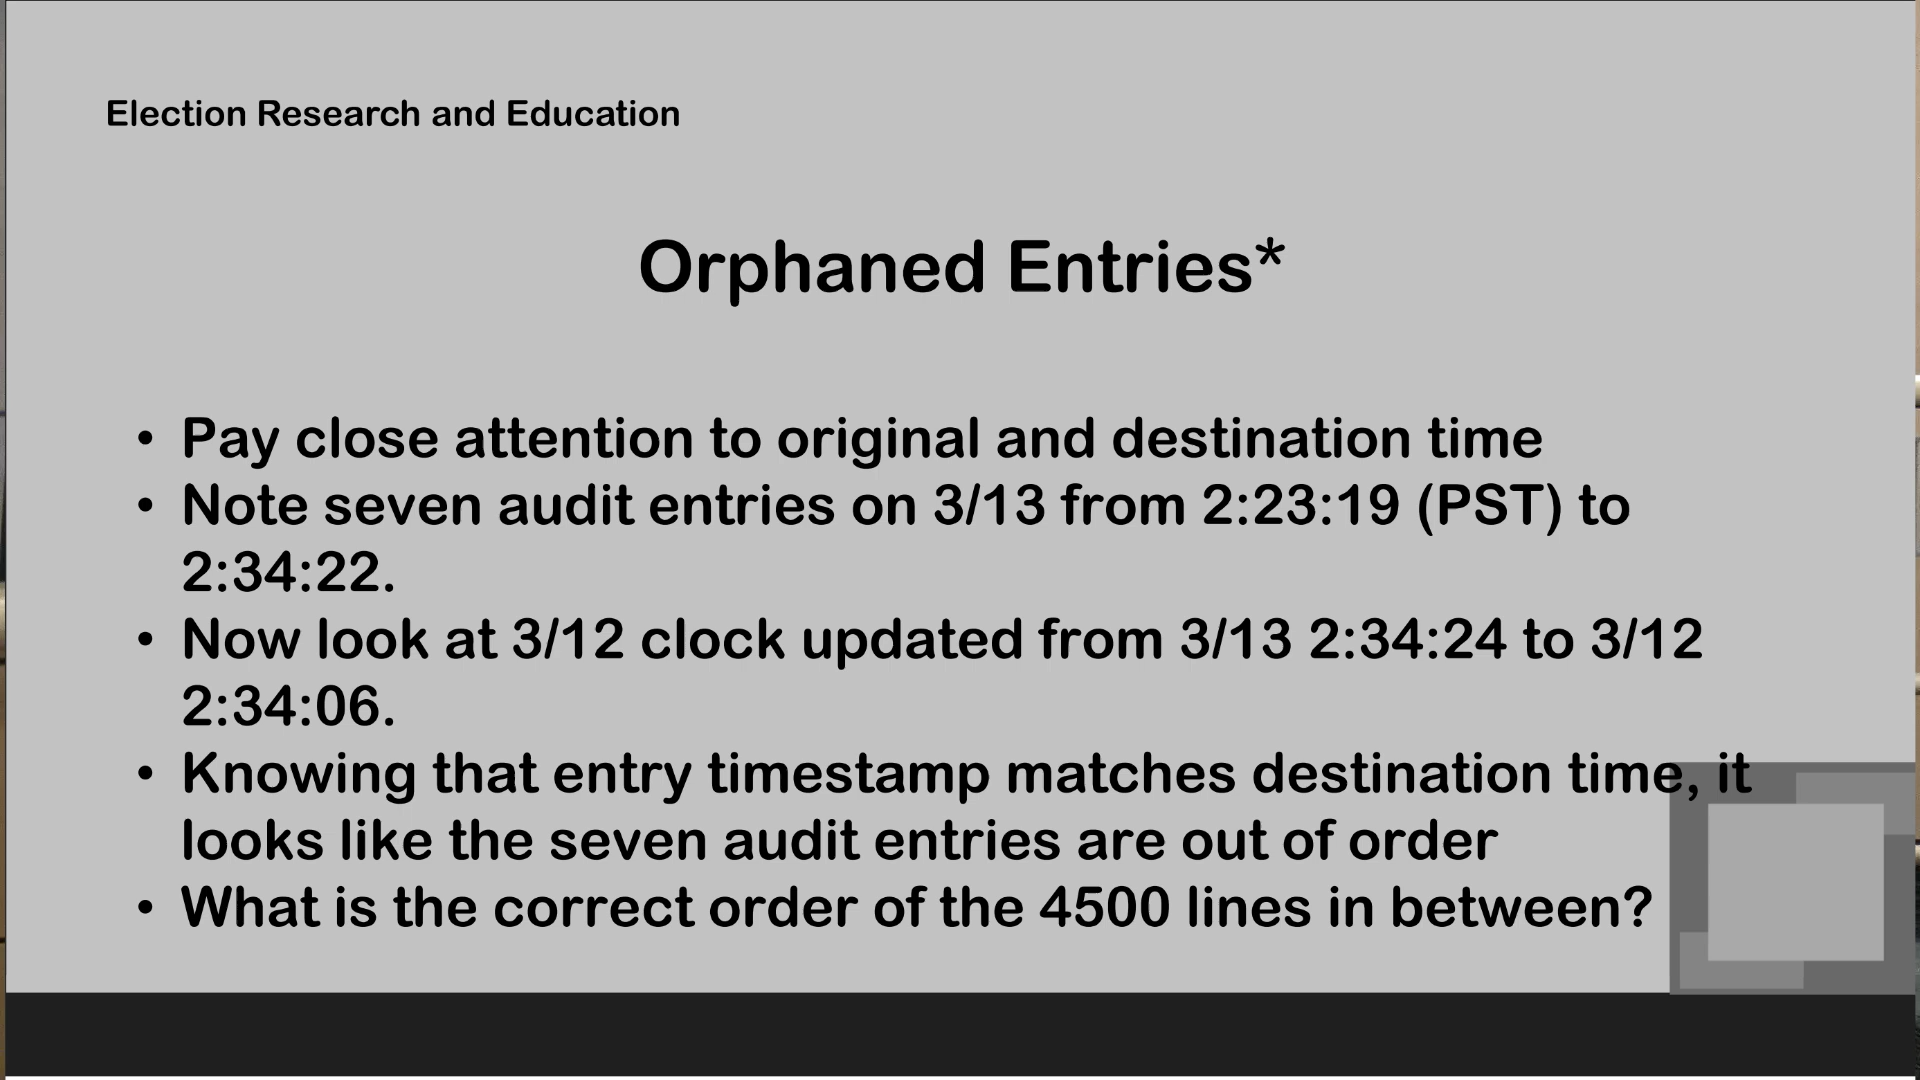 Election Research and Education
Orphaned Entries*
• Pay close attention to original and destination time
• Note seven audit entries on 3/13 from 2:23:19 (PST) to
2:34:22.
• Now look at 3/12 clock updated from 3/13 2:34:24 to 3/12
2:34:06.
• Knowing that entry timestamp matches destination time, it
looks like the seven audit entries are out of order
• What is the correct order of the 4500 lines in between?